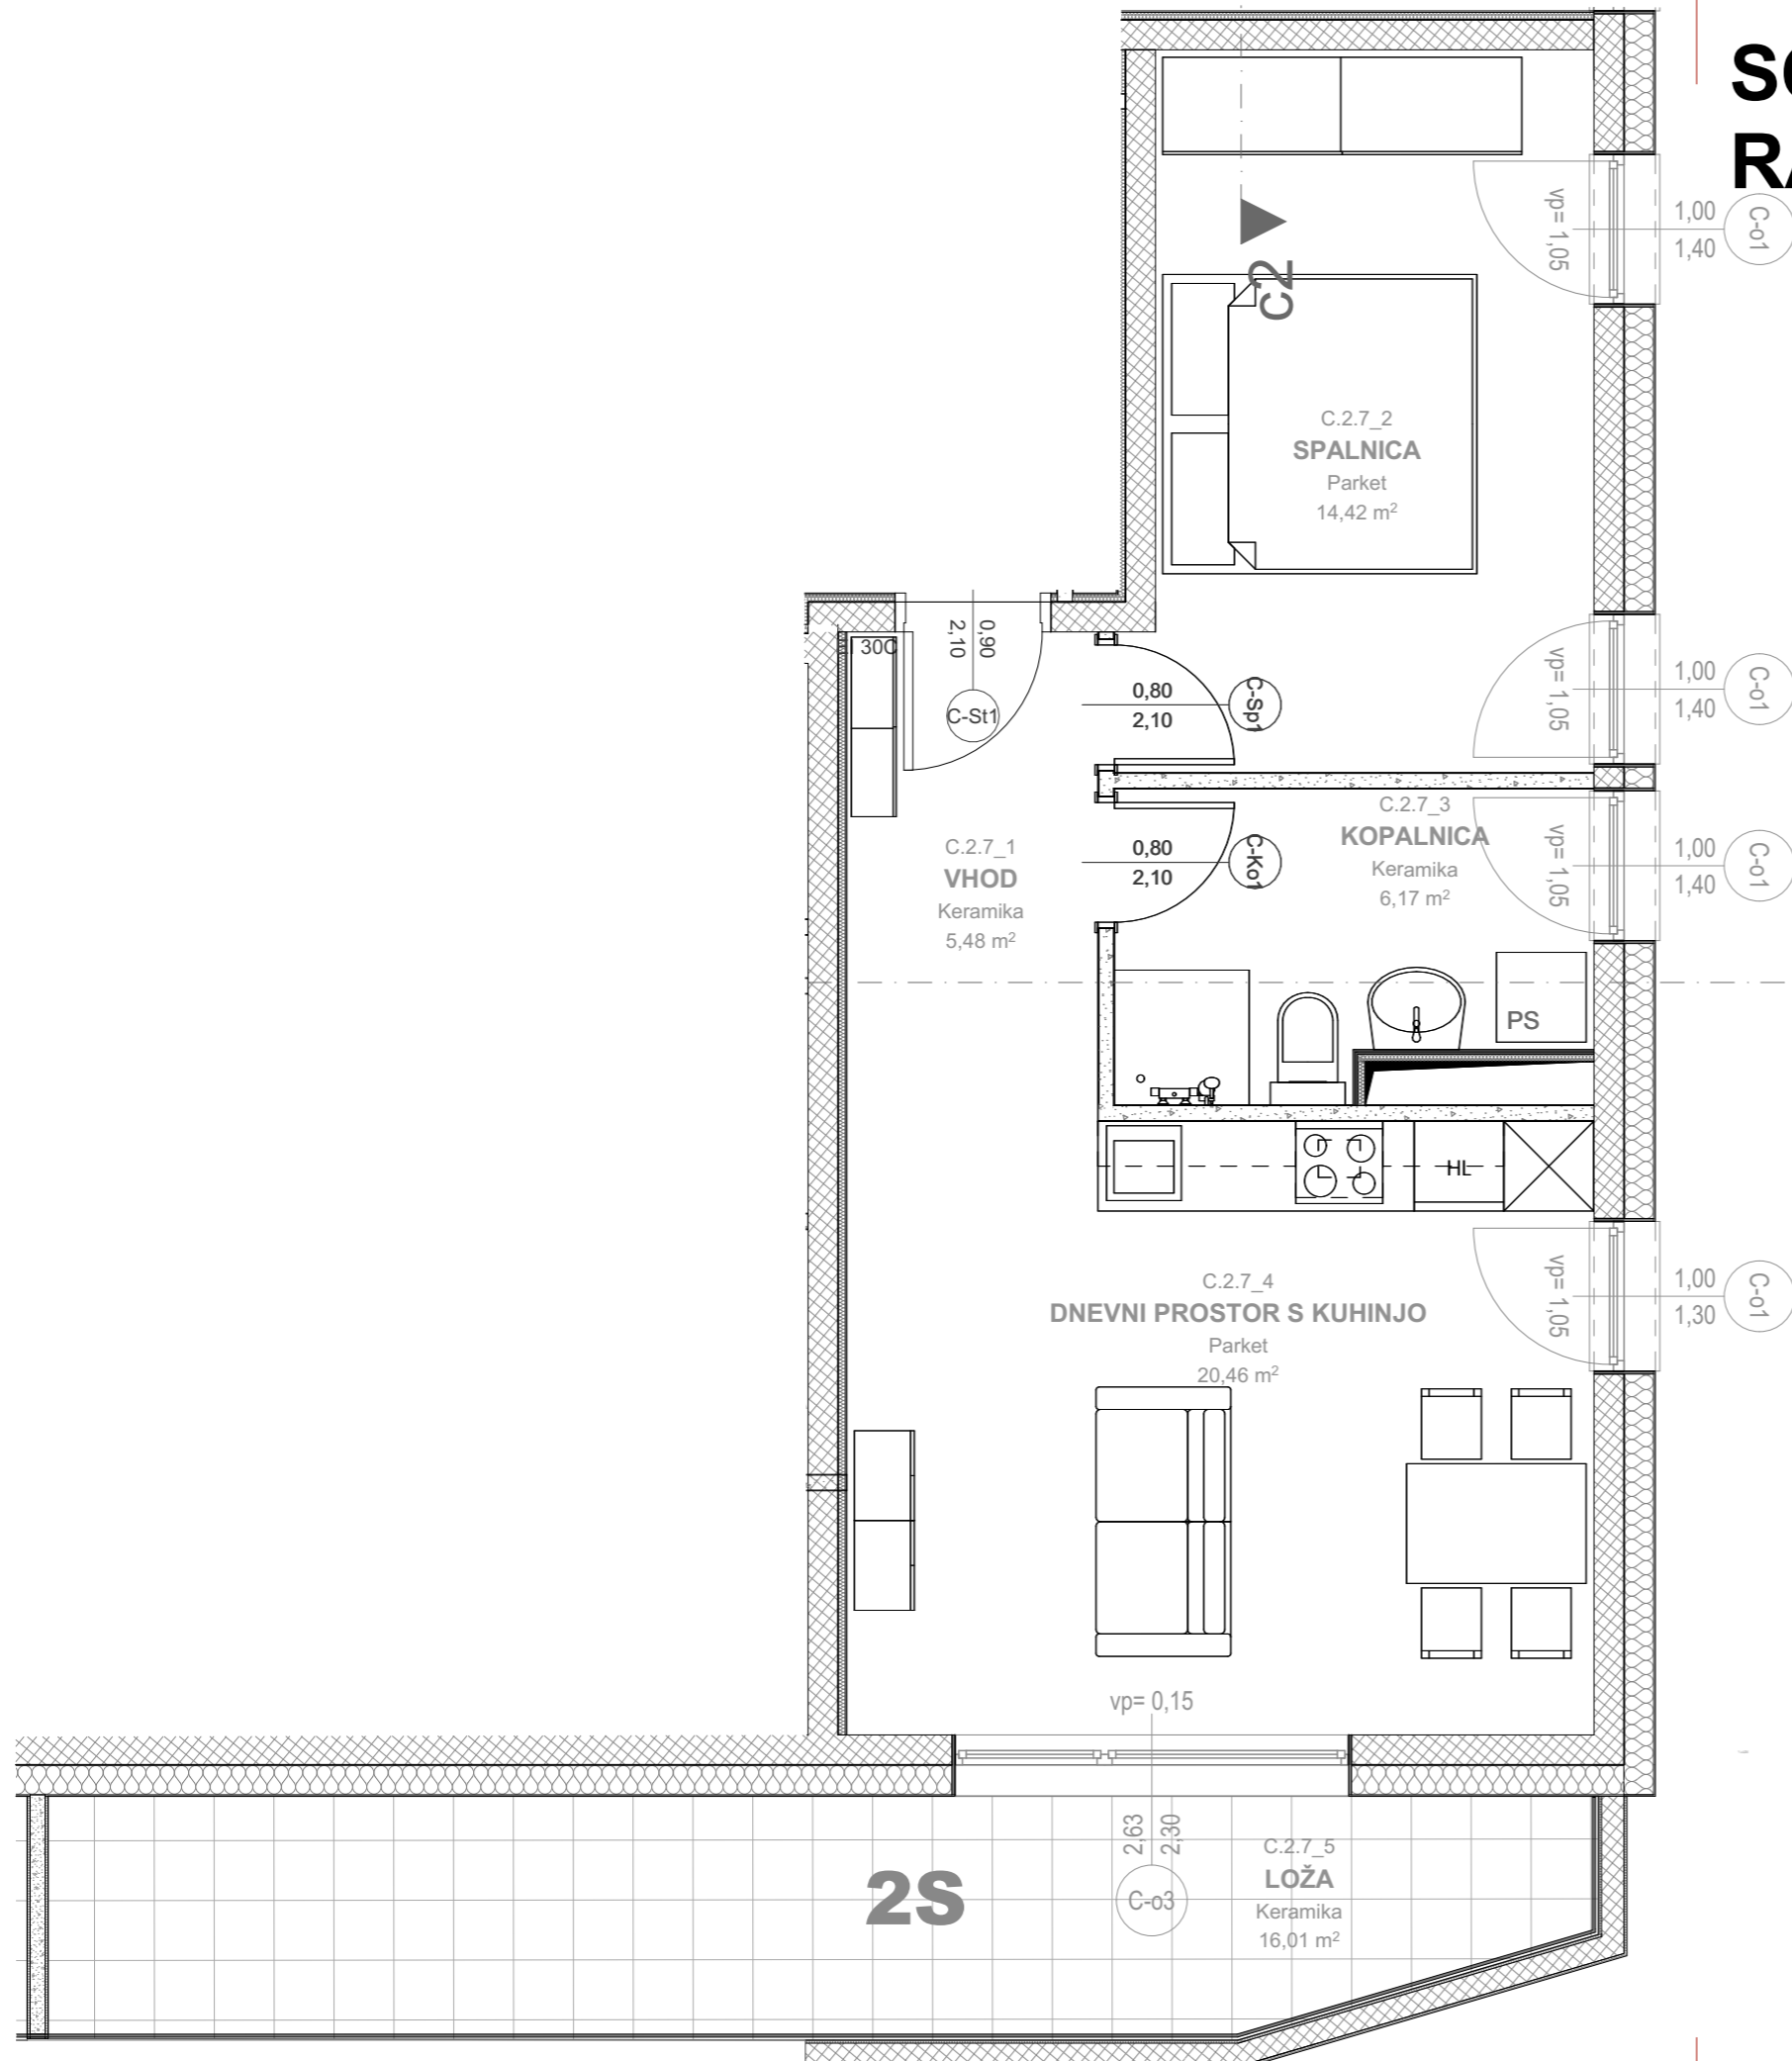 SO
RA
vp= 1,05
1,00
1,40
C-o1
C2
C.2.7_2
SPALNICA
Parket
14,42 m²
EI 30C
0,90
2,10
C-St1
0,80
2,10
C-Sp1
vp= 1,05
1,00
1,40
C-o1
C.2.7_1
VHOD
Keramika
5,48 m²
0,80
2,10
C-Ko1
C.2.7_3
KOPALNICA
Keramika
6,17 m²
vp= 1,05
1,00
1,40
C-o1
PS
HL
C.2.7_4
DNEVNI PROSTOR S KUHINJO
Parket
20,46 m²
vp= 1,05
1,00
1,30
C-o1
vp= 0,15
2,63
2,30
C-o3
2S
C.2.7_5
LOŽA
Keramika
16,01 m²